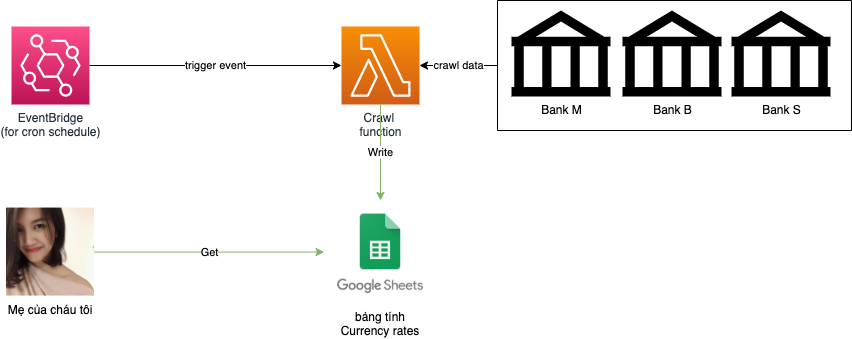 trigger event
crawl data
Bank M
Bank B
Bank S
EventBridge
(for cron schedule)
Crawl
function
Write
Get
Google Sheets
Mẹ của cháu tôi
bảng tính
Currency rates